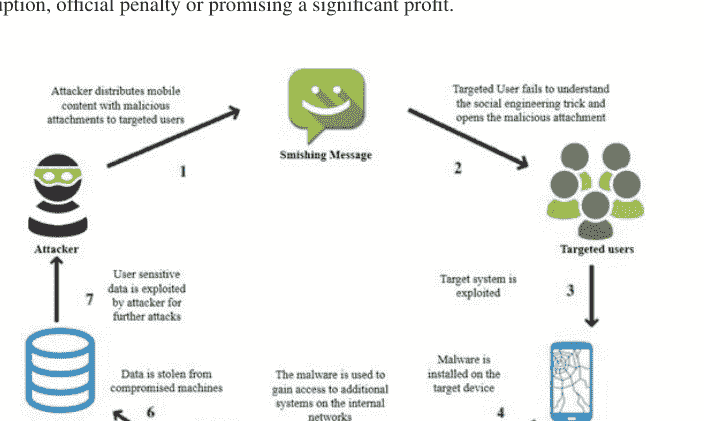 uption, official penalty or promising a significant profit.
Attacker distributes mobile
content with malicious
attachments to targeted users
Targeted User fails to understand
the social engineering trick and
opens the malicious attachment
Smishing Message
1
2
Attacker
Targeted users
User sensitive
data is exploited
by attacker for
further attacks
7
Target system is
exploited
3
Data is stolen from
compromised machines
The malware is used to
gain access to additional
systems on the internal
networks
Malware is
installed on the
target device
6
4